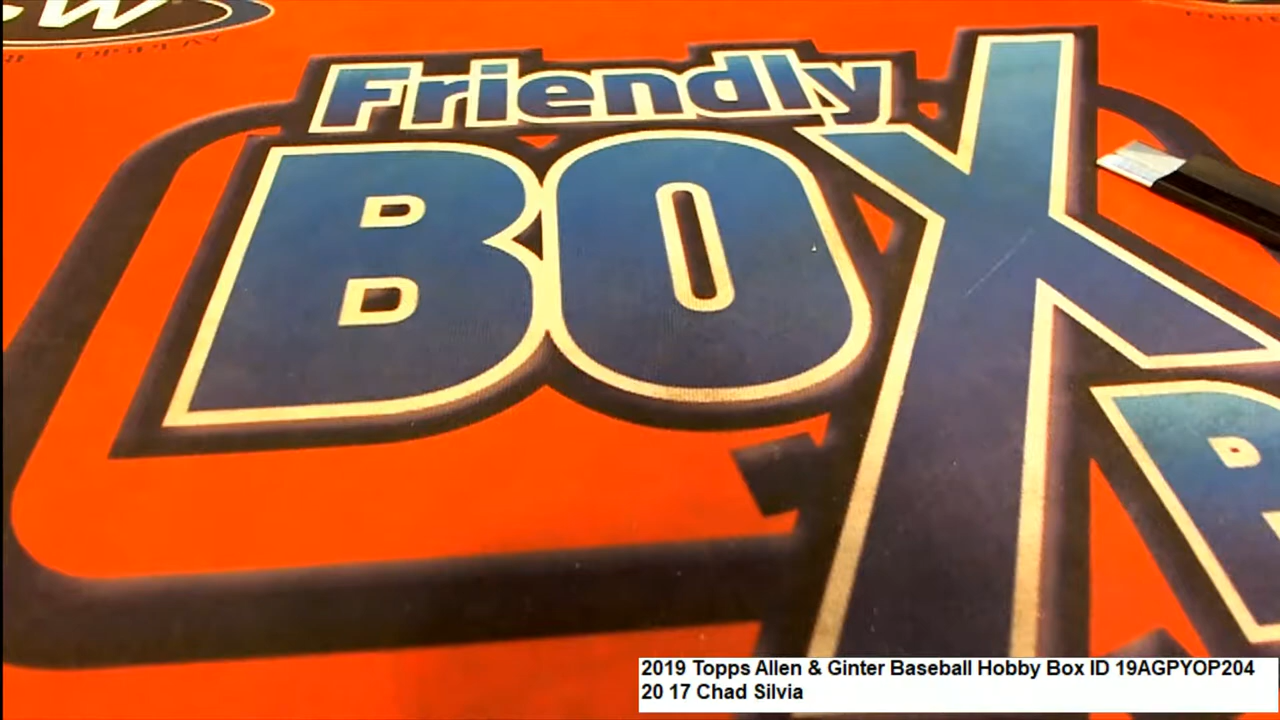 Friendly
BOX
2019 Topps Allen & Ginter Baseball Hobby Box ID 19AGPYOP204
20 17 Chad Silvia